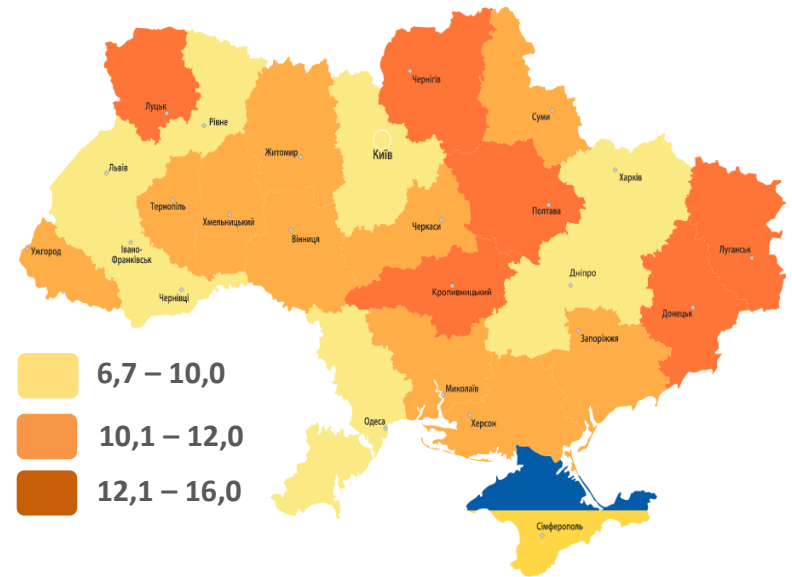 Чернігів
Луцьк
Суми
Рівне
Житомир
Київ
Львів
Харків
Тернопіль
Полтава
Хмельницький
Черкаси
Вінниця
Луганськ
Ужгород
Івано-
Франківськ
Дніпро
Чернівці
Кропивницький
Донецьк
Запоріжжя
6,7 – 10,0
Миколаїв
Одеса
Херсон
10,1 – 12,0
12,1 – 16,0
Сімферополь